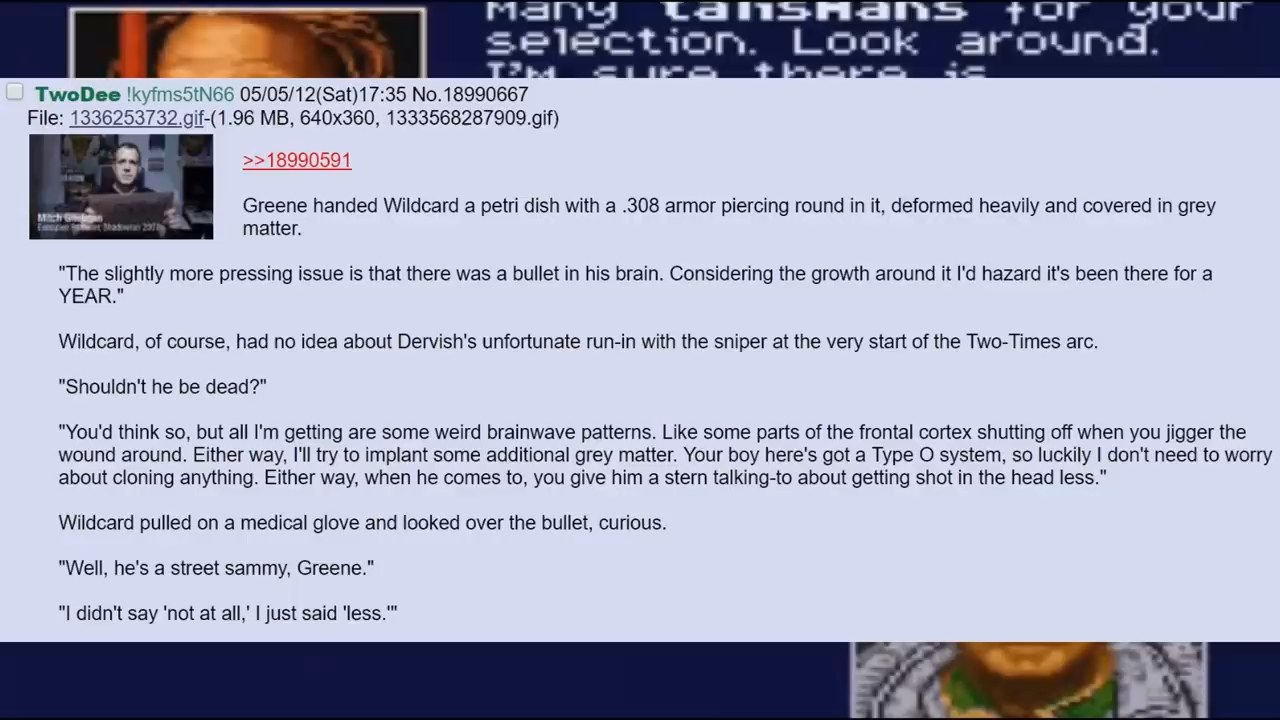 Many talismans for your
selection. Look around.
I'm sure there is
TwoDee !kyfms5tN66 05/05/12(Sat)17:35 No.18990667
File: 1336253732.gif-(1.96 MB, 640x360, 1333568287909.gif)
>>18990591
Greene handed Wildcard a petri dish with a .308 armor piercing round in it, deformed heavily and covered in grey
matter.
"The slightly more pressing issue is that there was a bullet in his brain. Considering the growth around it I'd hazard it's been there for a
YEAR."
Wildcard, of course, had no idea about Dervish's unfortunate run-in with the sniper at the very start of the Two-Times arc.
"Shouldn't he be dead?"
"You'd think so, but all I'm getting are some weird brainwave patterns. Like some parts of the frontal cortex shutting off when you jigger the
wound around. Either way, I'll try to implant some additional grey matter. Your boy here's got a Type O system, so luckily I don't need to worry
about cloning anything. Either way, when he comes to, you give him a stern talking-to about getting shot in the head less."
Wildcard pulled on a medical glove and looked over the bullet, curious.
"Well, he's a street sammy, Greene."
"I didn't say 'not at all,' I just said 'less.'"